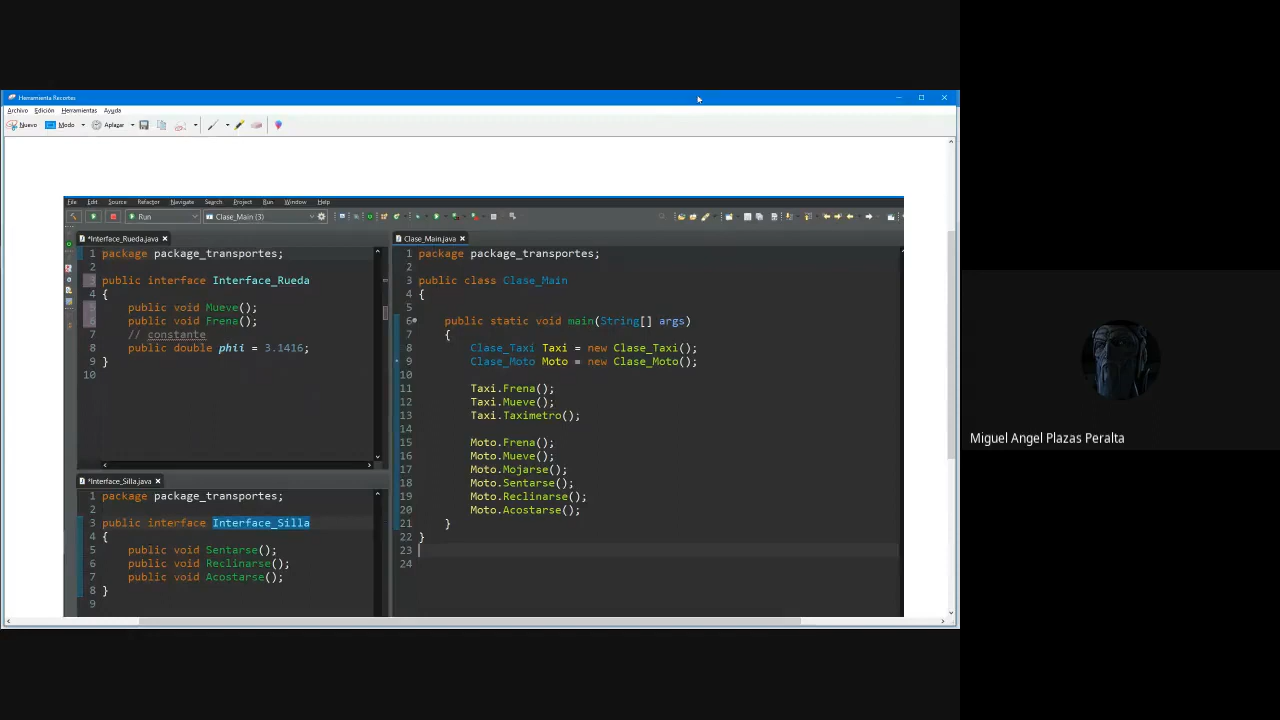 Herramienta Recortes
Archivo Edición Herramientas Ayuda
Nuevo Modo Aplazar
File Edit Source Refactor Navigate Search Project Run Window Help
Run Clase_Main (3)
*Interface_Rueda.java
1 package package_transportes;
2
3 public interface Interface_Rueda
4 {
5 public void Mueve();
6 public void Frena();
7 // constante
8 public double phii = 3.1416;
9 }
10
*Interface_Silla.java
1 package package_transportes;
2
3 public interface Interface_Silla
4 {
5 public void Sentarse();
6 public void Reclinarse();
7 public void Acostarse();
8 }
9
Clase_Main.java
1 package package_transportes;
2
3 public class Clase_Main
4 {
5
6 public static void main(String[] args)
7 {
8 Clase_Taxi Taxi = new Clase_Taxi();
9 Clase_Moto Moto = new Clase_Moto();
10
11 Taxi.Frena();
12 Taxi.Mueve();
13 Taxi.Taximetro();
14
15 Moto.Frena();
16 Moto.Mueve();
17 Moto.Mojarse();
18 Moto.Sentarse();
19 Moto.Reclinarse();
20 Moto.Acostarse();
21 }
22 }
23
24
Miguel Angel Plazas Peralta